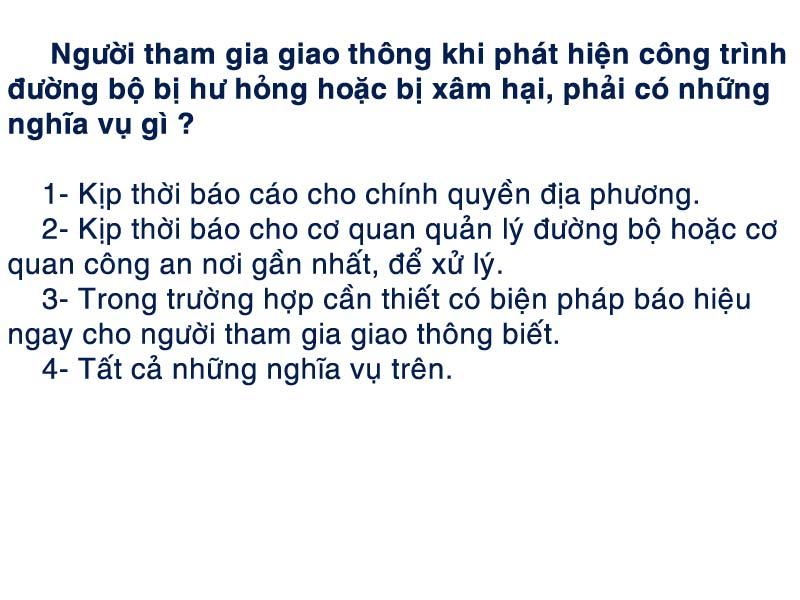 Người tham gia giao thông khi phát hiện công trình
đường bộ bị hư hỏng hoặc bị xâm hại, phải có những
nghĩa vụ gì ?
1- Kịp thời báo cáo cho chính quyền địa phương.
2- Kịp thời báo cho cơ quan quản lý đường bộ hoặc cơ
quan công an nơi gần nhất, để xử lý.
3- Trong trường hợp cần thiết có biện pháp báo hiệu
ngay cho người tham gia giao thông biết.
4- Tất cả những nghĩa vụ trên.